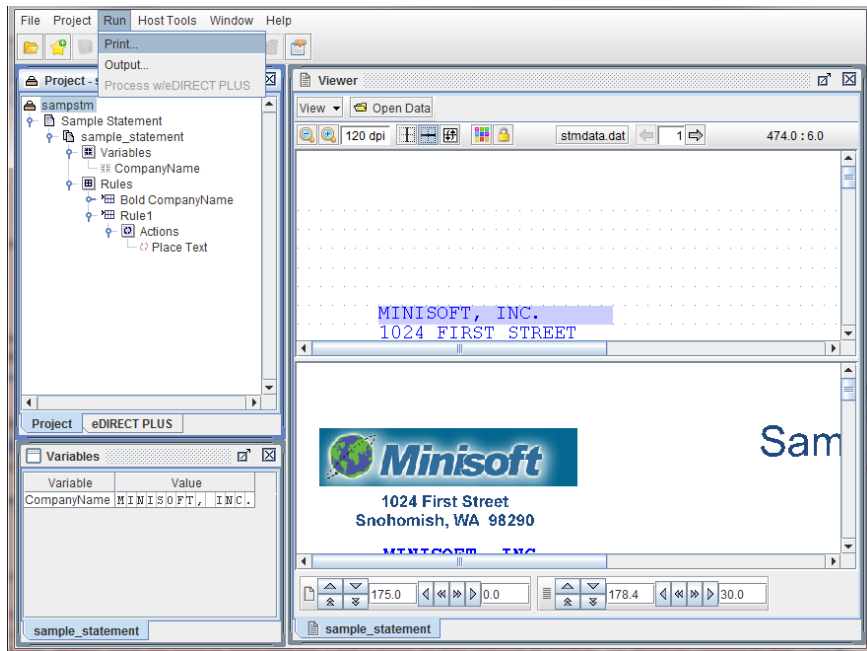 File Project Run Host Tools Window Help
Print...
Output...
Process w/eDIRECT PLUS
Project - s
sampstm
Sample Statement
sample_statement
Variables
CompanyName
Rules
Bold CompanyName
Rule1
Actions
Place Text
Project eDIRECT PLUS
Variables
Variable Value
CompanyName MINISOFT, INC.
sample_statement
Viewer
View Open Data
120 dpi stmdata.dat 1 474.0 : 6.0
MINISOFT, INC.
1024 FIRST STREET
Minisoft
Sam
1024 First Street
Snohomish, WA 98290
MINISOFT, INC.
175.0 0.0 178.4 30.0
sample_statement